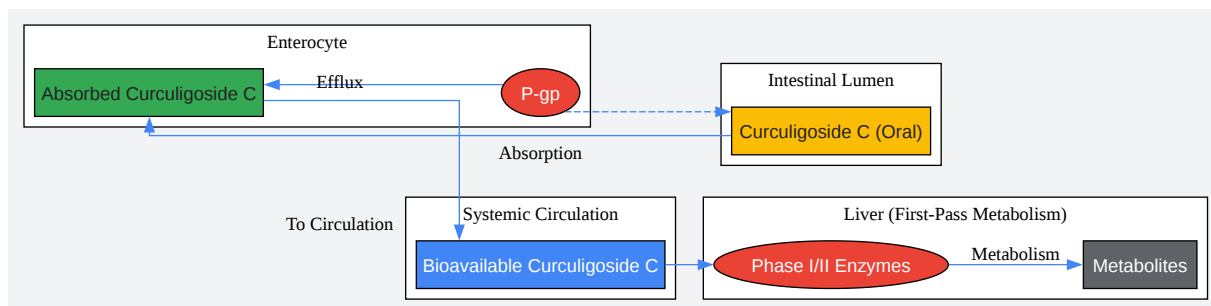 Enterocyte
Absorbed Curculigoside C
Efflux
P-gp
Intestinal Lumen
Curculigoside C (Oral)
Absorption
To Circulation
Systemic Circulation
Bioavailable Curculigoside C
Liver (First-Pass Metabolism)
Phase I/II Enzymes
Metabolism
Metabolites